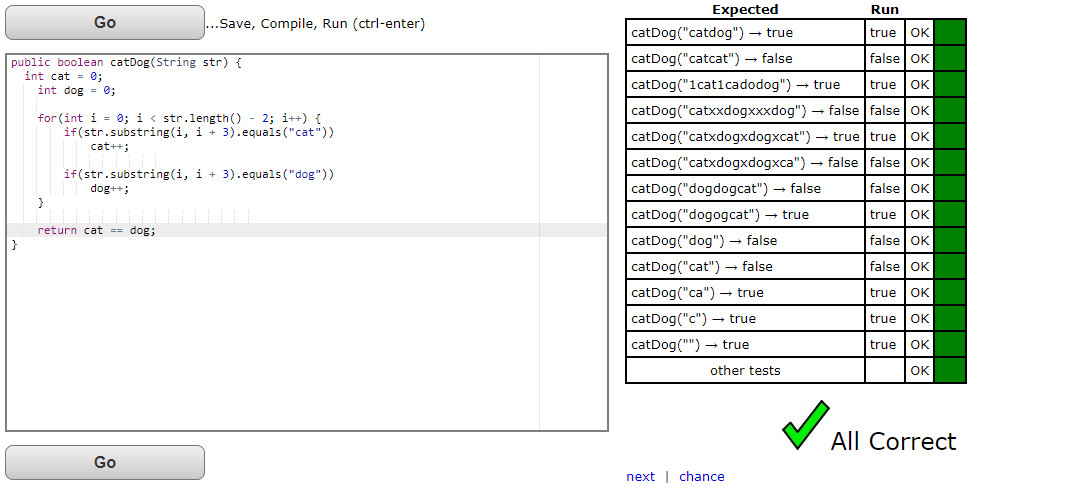 Go ...Save, Compile, Run (ctrl-enter)
public boolean catDog(String str) {
  int cat = 0;
    int dog = 0;
    for(int i = 0; i < str.length() - 2; i++) {
        if(str.substring(i, i + 3).equals("cat"))
            cat++;
        if(str.substring(i, i + 3).equals("dog"))
            dog++;
    }
    return cat == dog;
}
Go
Expected Run
catDog("catdog") → true true OK
catDog("catcat") → false false OK
catDog("1cat1cadodog") → true true OK
catDog("catxxdogxxxdog") → false false OK
catDog("catxdogxdogxcat") → true true OK
catDog("catxdogxdogxca") → false false OK
catDog("dogdogcat") → false false OK
catDog("dogogcat") → true true OK
catDog("dog") → false false OK
catDog("cat") → false false OK
catDog("ca") → true true OK
catDog("c") → true true OK
catDog("") → true true OK
other tests OK
All Correct
next | chance